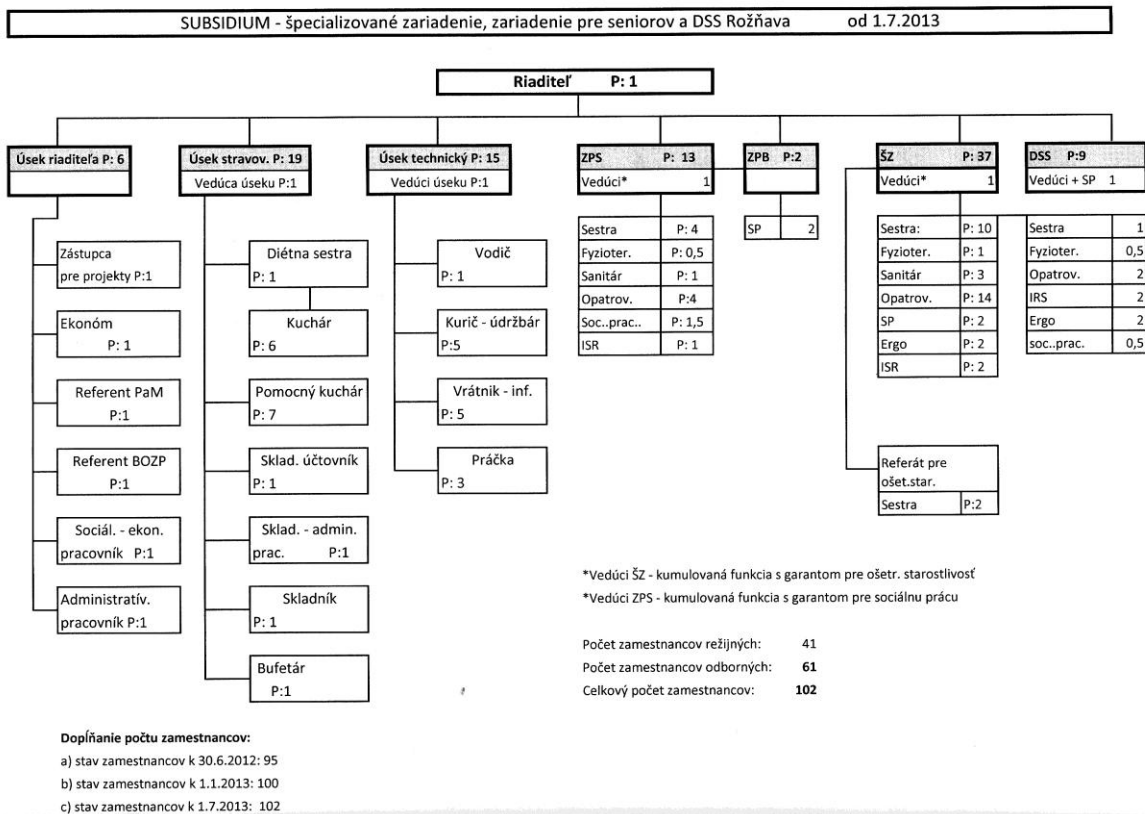 SUBSIDIUM - špecializované zariadenie, zariadenie pre seniorov a DSS Rožňava od 1.7.2013
Riaditeľ P: 1
Úsek riaditeľa P: 6
Zástupca
pre projekty P:1
Ekonóm
P: 1
Referent PaM
P:1
Referent BOZP
P:1
Sociál. - ekon.
pracovník P:1
Administratív.
pracovník P:1
Úsek stravov. P: 19
Vedúca úseku P:1
Diétna sestra
P: 1
Kuchár
P: 6
Pomocný kuchár
P: 7
Sklad. účtovník
P: 1
Sklad. - admin.
prac. P:1
Skladník
P: 1
Bufetár
P:1
Úsek technický P: 15
Vedúci úseku P:1
Vodič
P: 1
Kurič - údržbár
P:5
Vrátnik - inf.
P: 5
Práčka
P: 3
ZPS P: 13
Vedúci* 1
Sestra P: 4
Fyzioter. P: 0,5
Sanitár P: 1
Opatrov. P:4
Soc..prac.. P: 1,5
ISR P: 1
ZPB P:2
SP 2
ŠZ P: 37
Vedúci* 1
Sestra: P: 10
Fyzioter. P: 1
Sanitár P: 3
Opatrov. P: 14
SP P: 2
Ergo P: 2
ISR P: 2
Referát pre
ošet.star.
Sestra P:2
DSS P:9
Vedúci + SP 1
Sestra 1
Fyzioter. 0,5
Opatrov. 2
IRS 2
Ergo 2
soc..prac. 0,5
*Vedúci ŠZ - kumulovaná funkcia s garantom pre ošetr. starostlivosť
*Vedúci ZPS - kumulovaná funkcia s garantom pre sociálnu prácu
Počet zamestnancov režijných: 41
Počet zamestnancov odborných: 61
Celkový počet zamestnancov: 102
Dopĺňanie počtu zamestnancov:
a) stav zamestnancov k 30.6.2012: 95
b) stav zamestnancov k 1.1.2013: 100
c) stav zamestnancov k 1.7.2013: 102